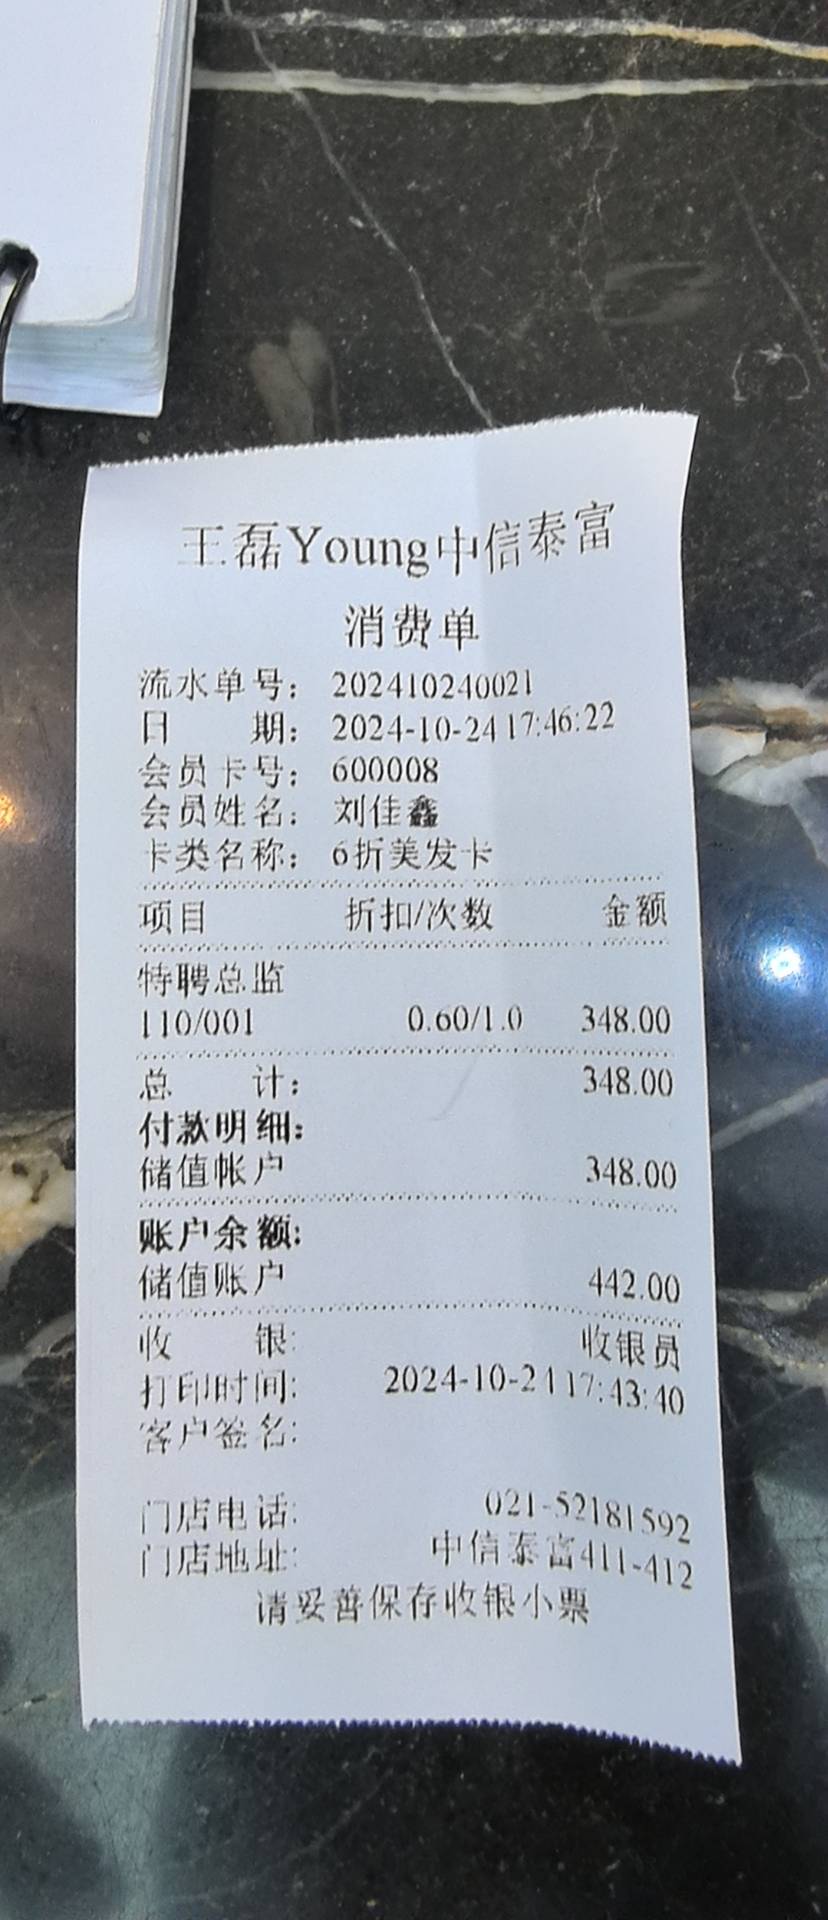 王磊Young中信泰富
消费单
流水单号: 202410240021
日 期: 2024-10-24 17:46:22
会员卡号: 600008
会员姓名: 刘佳鑫
卡类名称: 6折美发卡
项目 折扣/次数 金额
特聘总监
110/001 0.60/1.0 348.00
总 计: 348.00
付款明细:
储值帐户 348.00
账户余额:
储值账户 442.00
收 银: 收银员
打印时间: 2024-10-24 17:43:40
客户签名:
门店电话: 021-52181592
门店地址: 中信泰富411-412
请妥善保存收银小票